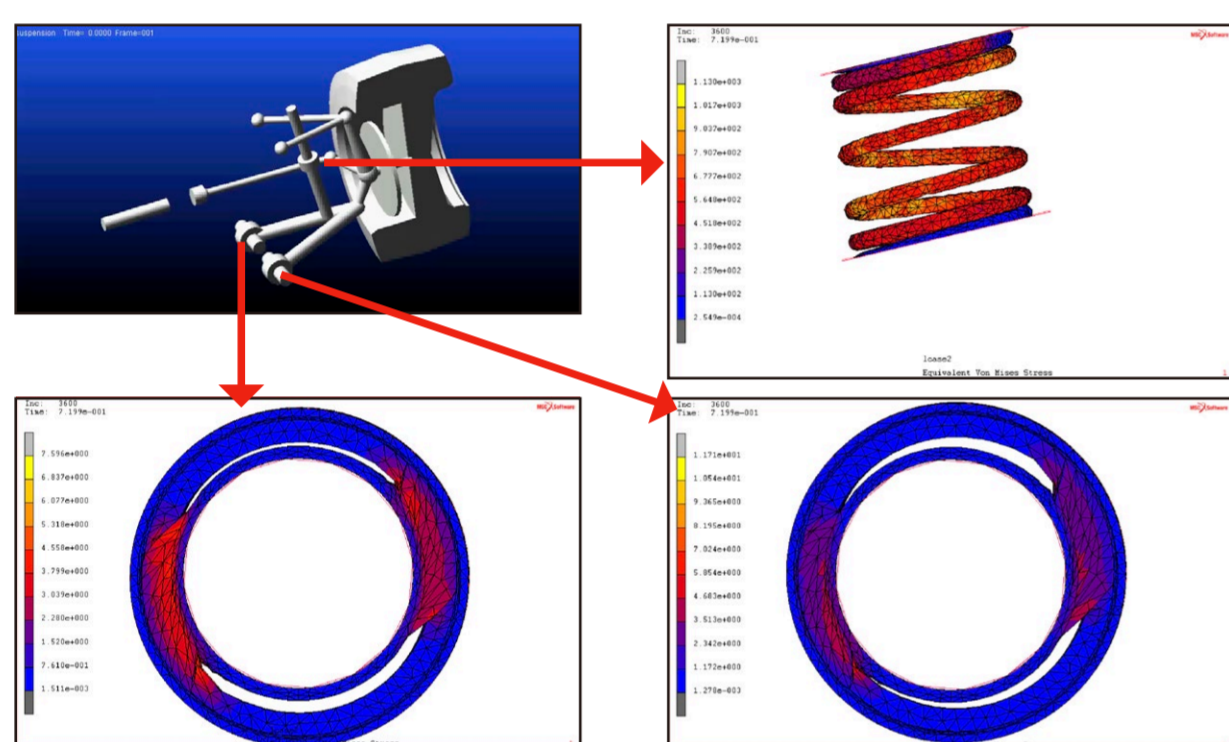 suspension Time= 0.0000 Frame=001
Inc: 3600
Time: 7.199e-001
1.130e+003
1.017e+003
9.037e+002
7.907e+002
6.777e+002
5.648e+002
4.518e+002
3.389e+002
2.259e+002
1.130e+002
2.549e-004
lcase2
Equivalent Von Mises Stress
1
Inc: 3600
Time: 7.199e-001
7.596e+000
6.837e+000
6.077e+000
5.318e+000
4.558e+000
3.799e+000
3.039e+000
2.280e+000
1.520e+000
7.610e-001
1.511e-003
Inc: 3600
Time: 7.199e-001
1.171e+001
1.054e+001
9.365e+000
8.195e+000
7.024e+000
5.854e+000
4.683e+000
3.513e+000
2.342e+000
1.172e+000
1.278e-003